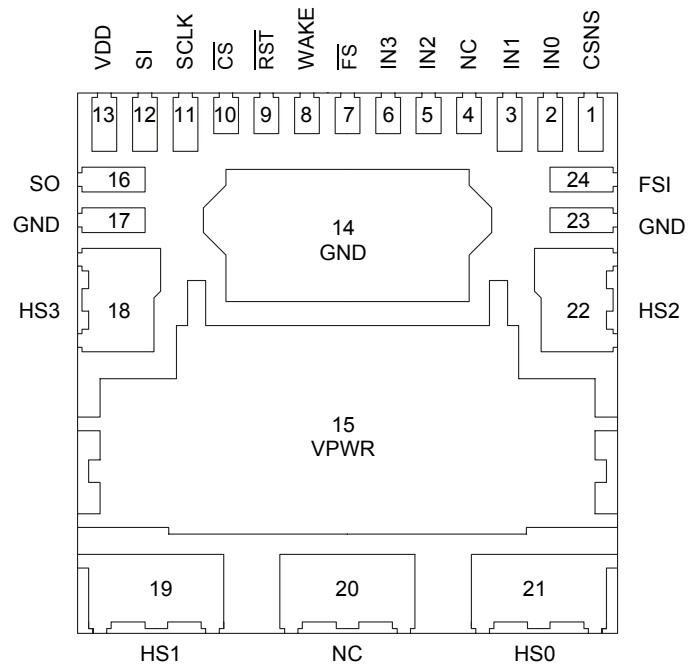 VDD SI SCLK CS RST WAKE FS IN3 IN2 NC IN1 IN0 CSNS
13 12 11 10 9 8 7 6 5 4 3 2 1
SO 16 24 FSI
GND 17 14 23 GND
GND
HS3 18 22 HS2
15
VPWR
19 20 21
HS1 NC HS0